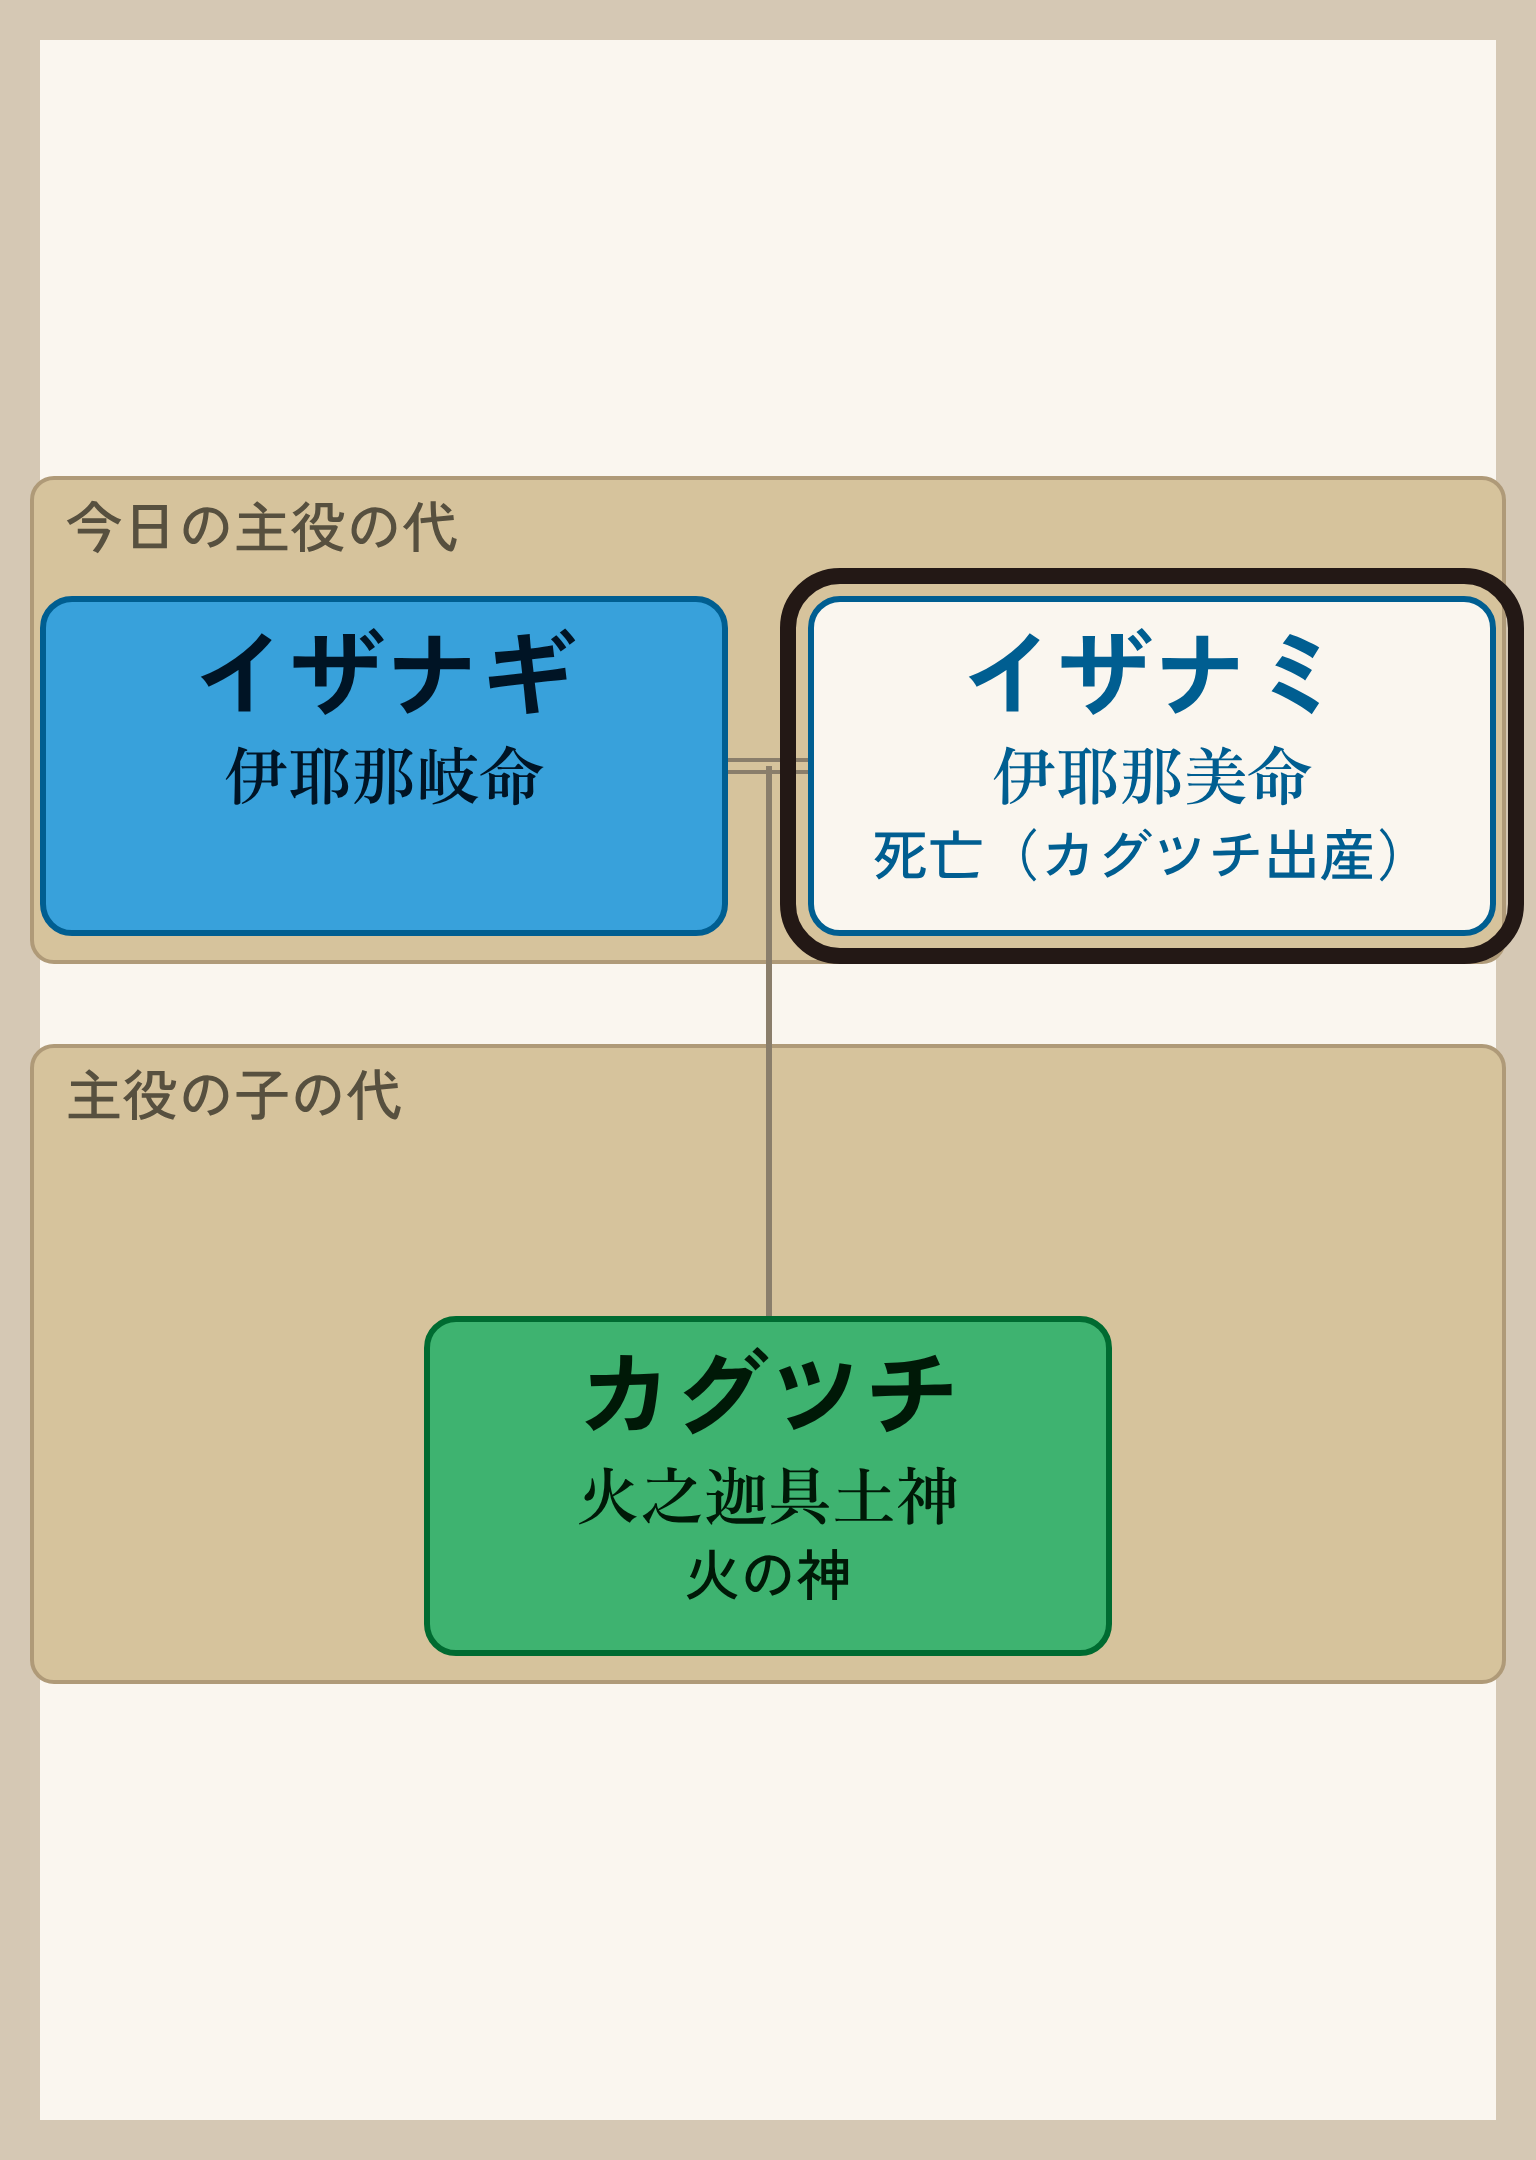 今日の主役の代
イザナギ
伊耶那岐命
イザナミ
伊耶那美命
死亡（カグツチ出産）
主役の子の代
カグツチ
火之迦具土神
火の神